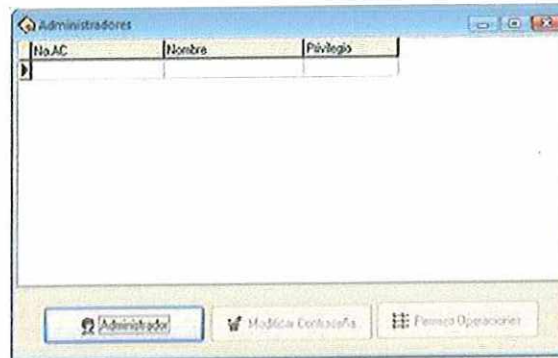 Administradores
No.AC Nombre Privilegio
Administrador Modificar Contraseña Permiso Operaciones